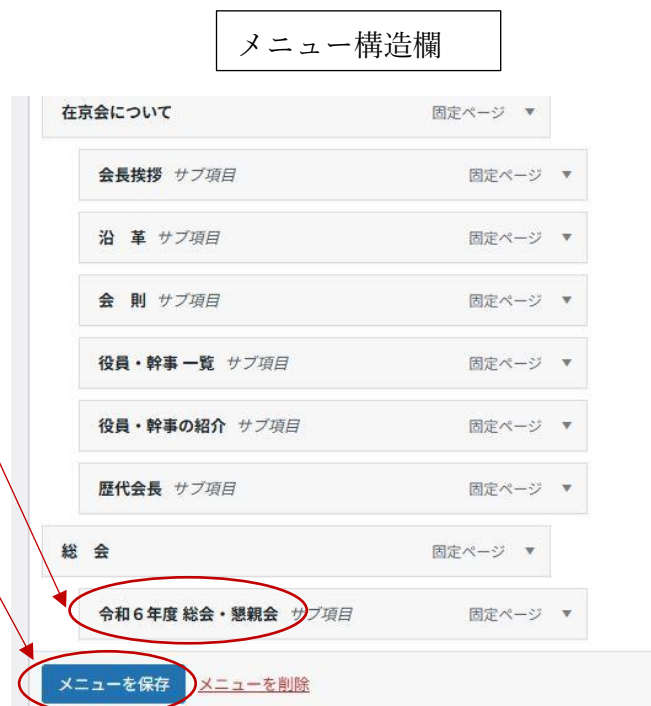 メニュー構造欄
在京会について 固定ページ ▼
会長挨拶 サブ項目 固定ページ ▼
沿　革 サブ項目 固定ページ ▼
会　則 サブ項目 固定ページ ▼
役員・幹事 一覧 サブ項目 固定ページ ▼
役員・幹事の紹介 サブ項目 固定ページ ▼
歴代会長 サブ項目 固定ページ ▼
総　会 固定ページ ▼
令和６年度 総会・懇親会 サブ項目 固定ページ ▼
メニューを保存 メニューを削除